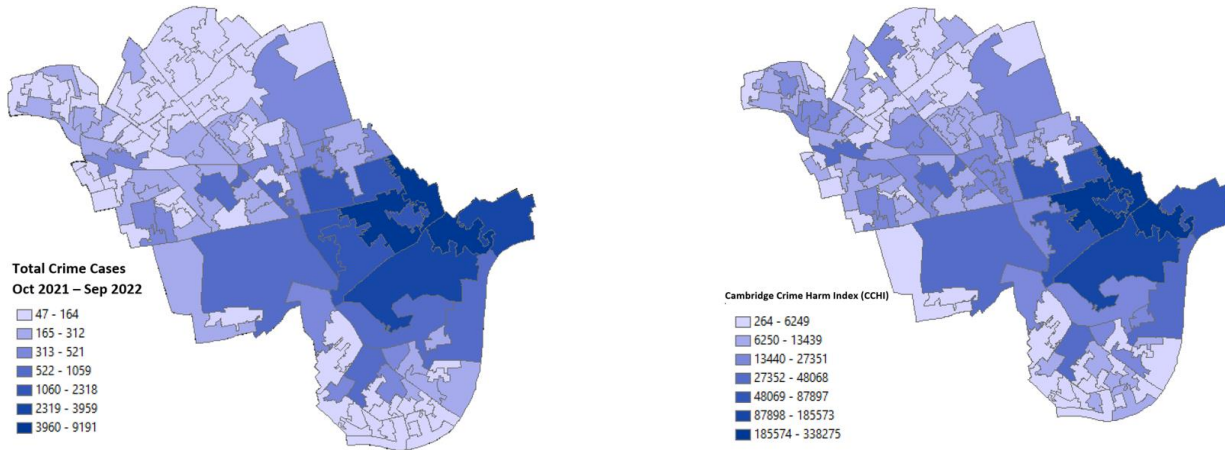 Total Crime Cases
Oct 2021 – Sep 2022
47 - 164
165 - 312
313 - 521
522 - 1059
1060 - 2318
2319 - 3959
3960 - 9191
Cambridge Crime Harm Index (CCHI)
264 - 6249
6250 - 13439
13440 - 27351
27352 - 48068
48069 - 87897
87898 - 185573
185574 - 338275